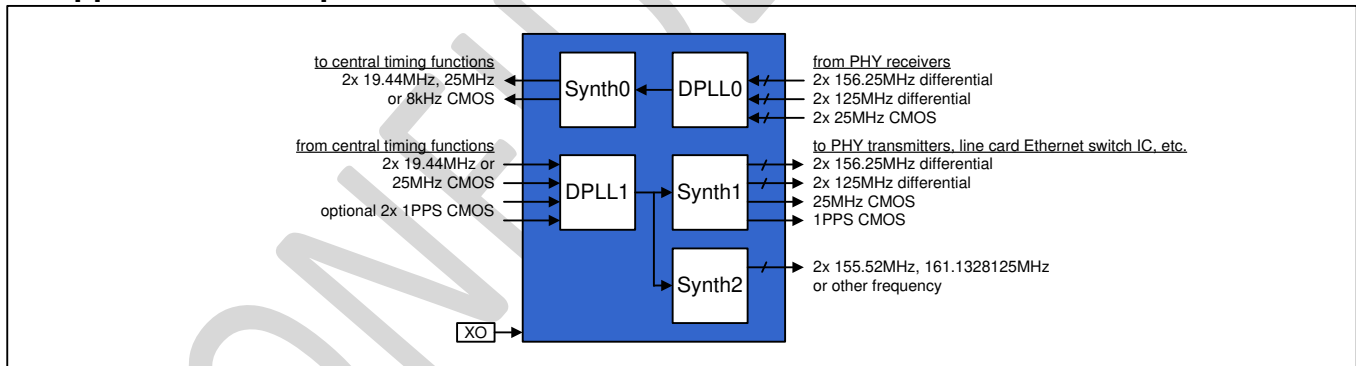 to central timing functions
2x 19.44MHz, 25MHz
or 8kHz CMOS
Synth0
DPLL0
from PHY receivers
2x 156.25MHz differential
2x 125MHz differential
2x 25MHz CMOS
from central timing functions
2x 19.44MHz or
25MHz CMOS
optional 2x 1PPS CMOS
DPLL1
Synth1
to PHY transmitters, line card Ethernet switch IC, etc.
2x 156.25MHz differential
2x 125MHz differential
25MHz CMOS
1PPS CMOS
Synth2
2x 155.52MHz, 161.1328125MHz
or other frequency
XO